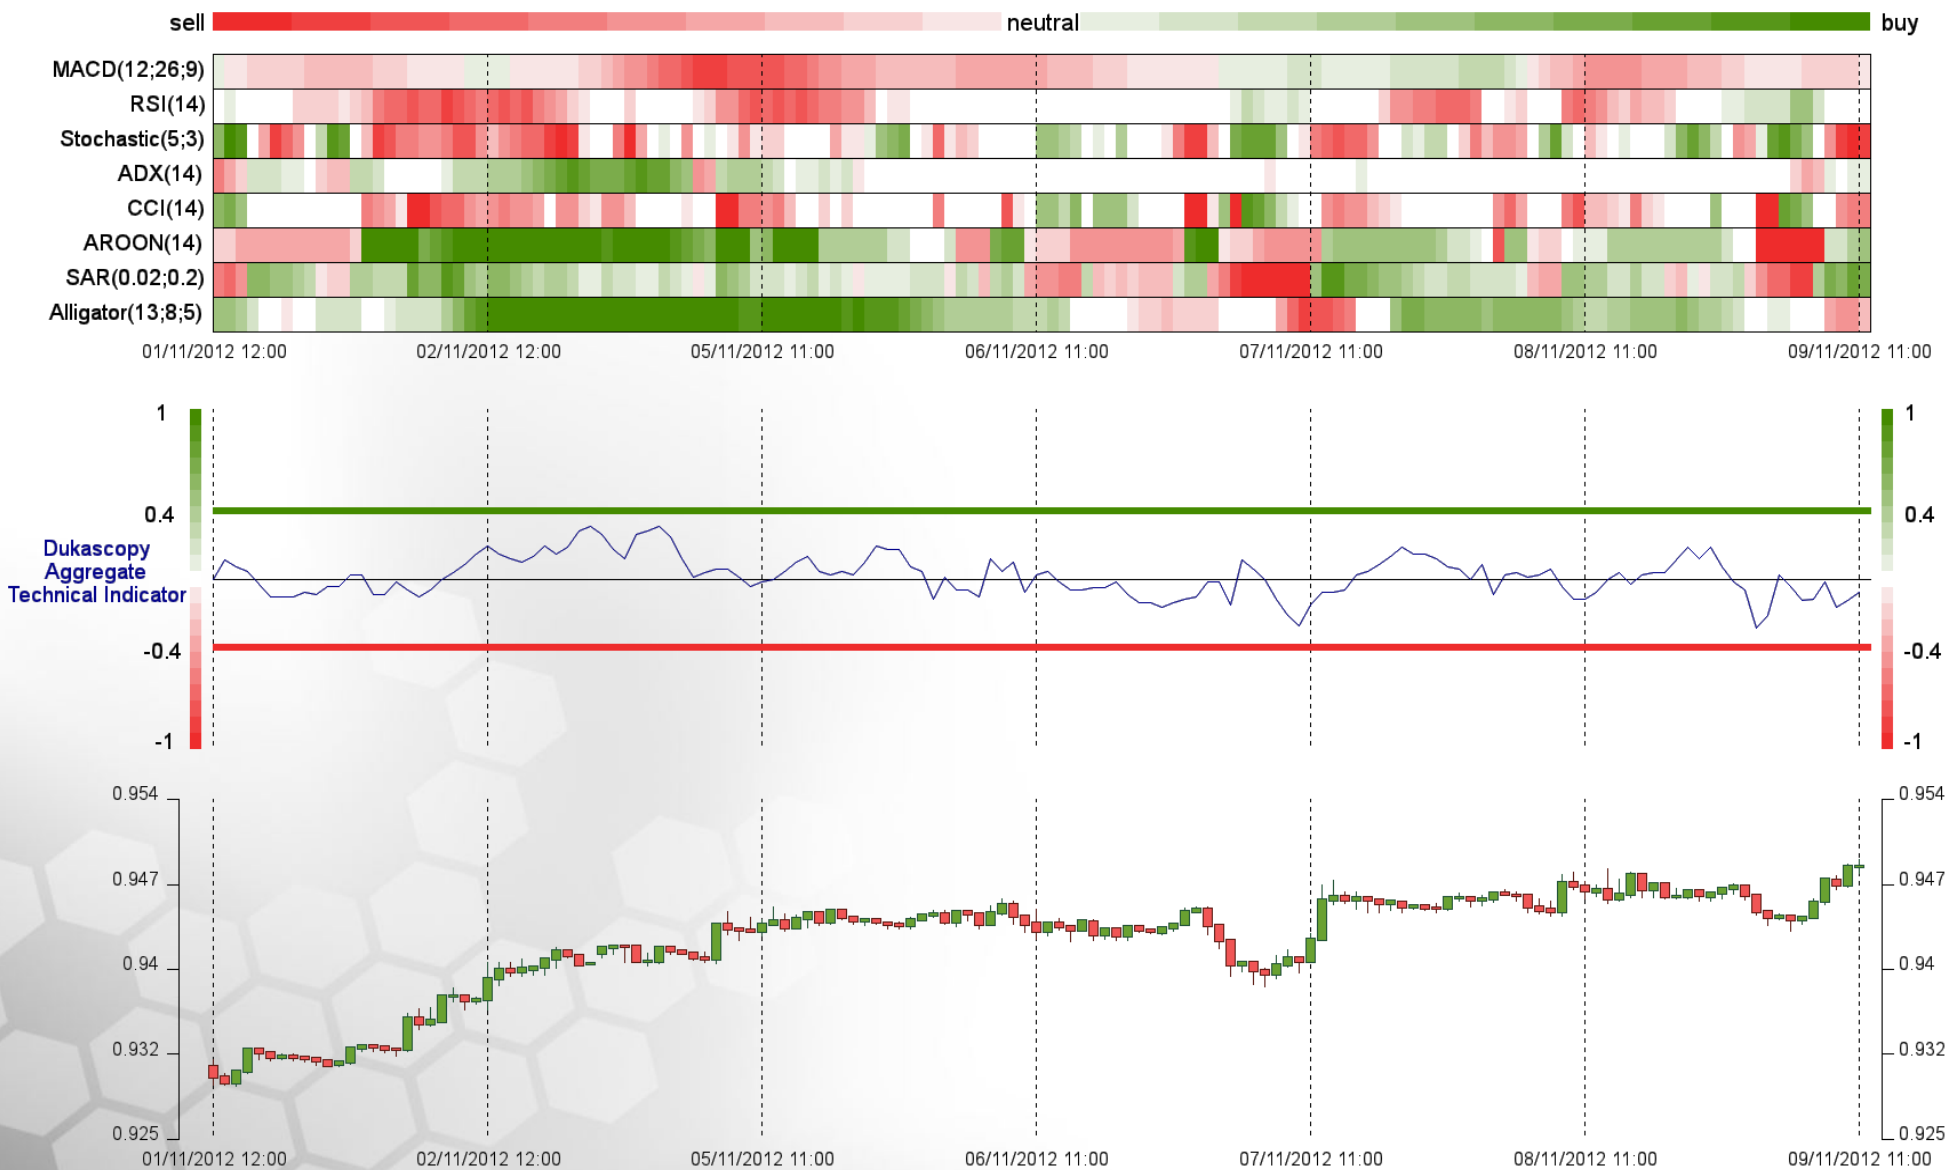 sell neutral buy
MACD(12;26;9)
RSI(14)
Stochastic(5;3)
ADX(14)
CCI(14)
AROON(14)
SAR(0.02;0.2)
Alligator(13;8;5)
01/11/2012 12:00 02/11/2012 12:00 05/11/2012 11:00 06/11/2012 11:00 07/11/2012 11:00 08/11/2012 11:00 09/11/2012 11:00
1 1
0.4 0.4
Dukascopy
Aggregate
Technical Indicator
-0.4 -0.4
-1 -1
0.954 0.954
0.947 0.947
0.94 0.94
0.932 0.932
0.925 0.925
01/11/2012 12:00 02/11/2012 12:00 05/11/2012 11:00 06/11/2012 11:00 07/11/2012 11:00 08/11/2012 11:00 09/11/2012 11:00